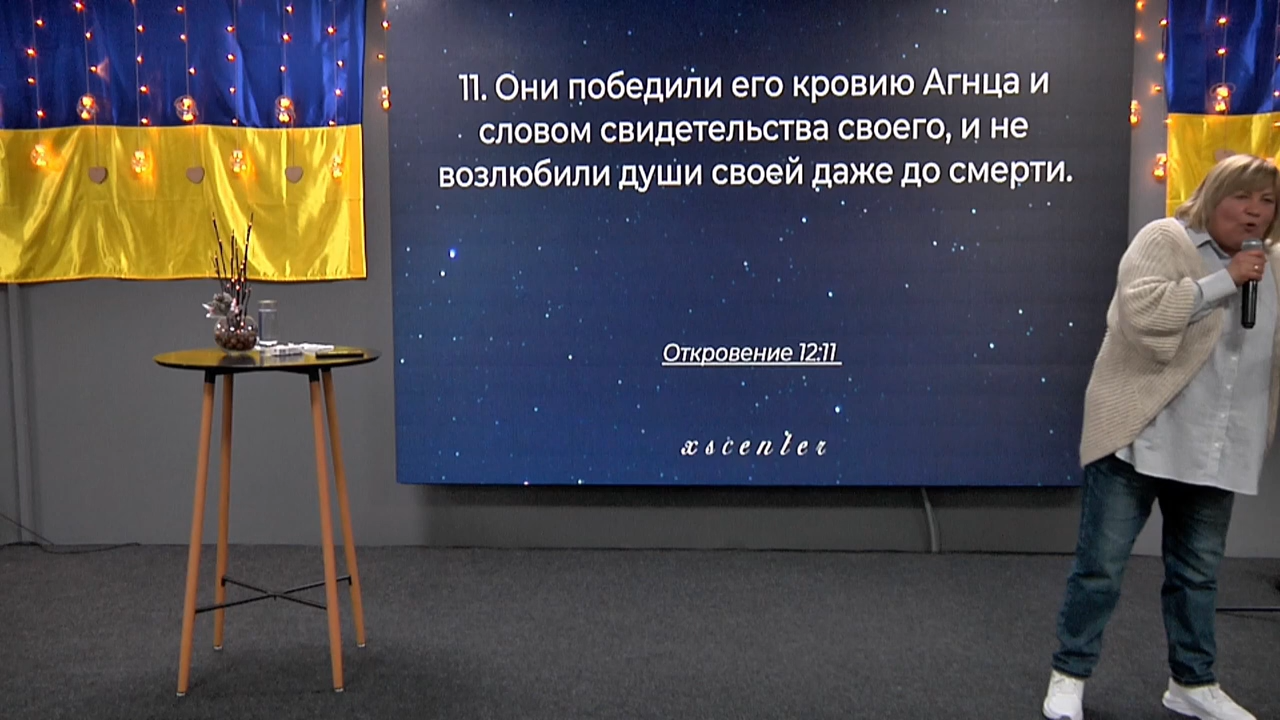 11. Они победили его кровию Агнца и
словом свидетельства своего, и не
возлюбили души своей даже до смерти.
Откровение 12:11
xscenter